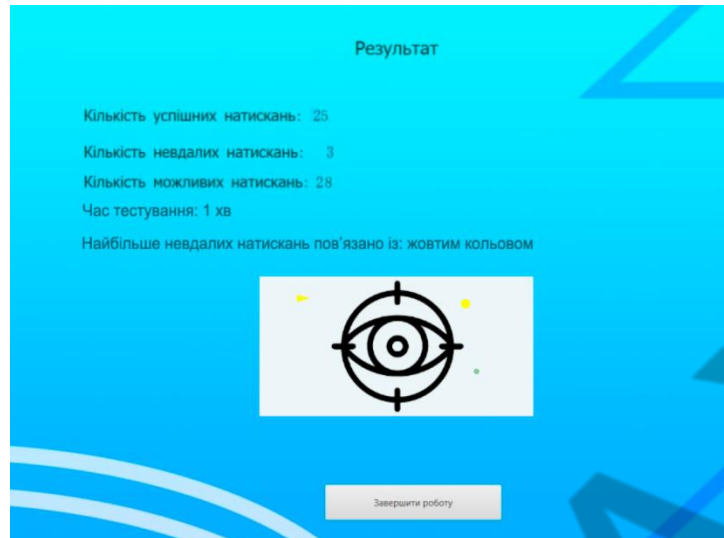 Результат
Кількість успішних натискань: 25
Кількість невдалих натискань: 3
Кількість можливих натискань: 28
Час тестування: 1 хв
Найбільше невдалих натискань пов’язано із: жовтим кольовом
Завершити роботу